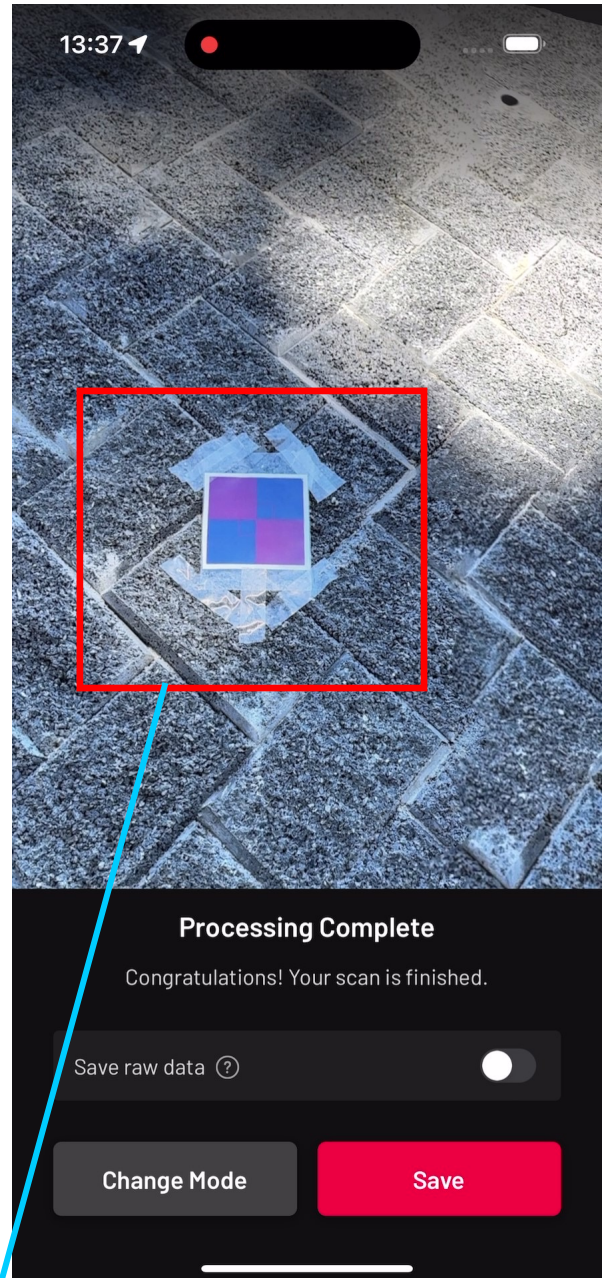 13:37
Processing Complete
Congratulations! Your scan is finished.
Save raw data ?
Change Mode
Save